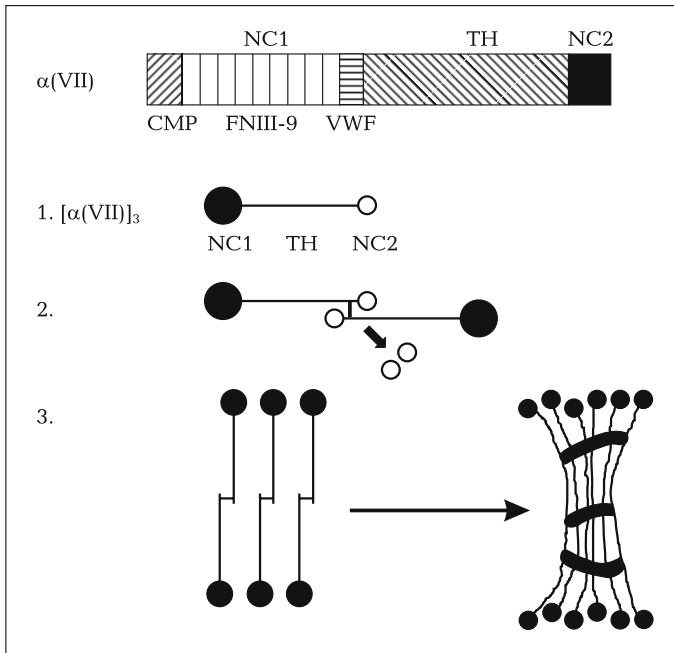 NC1 TH NC2
α(VII)
CMP FNIII-9 VWF
1. [α(VII)]₃
NC1 TH NC2
2.
3.